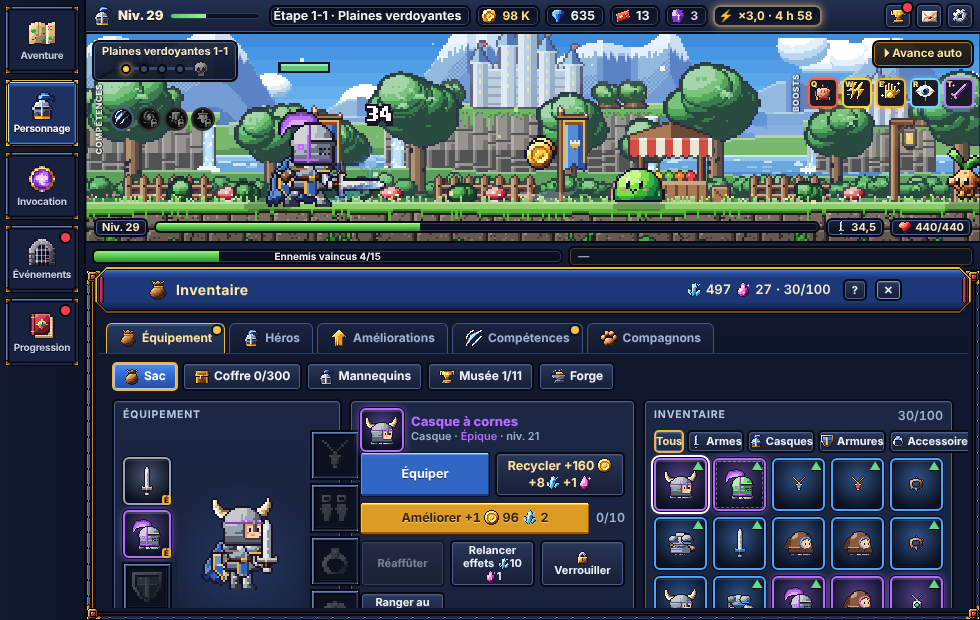 Niv. 29
Étape 1-1 · Plaines verdoyantes
98 K
635
13
3
×3,0 · 4 h 58
Aventure
Personnage
Invocation
Événements
Progression
Plaines verdoyantes 1-1
Avance auto
COMPÉTENCES
BOOSTS
Q
W
E
R
T
34
Niv. 29
34,5
440/440
Ennemis vaincus 4/15
—
Inventaire
497 27 · 30/100
?
×
Équipement
Héros
Améliorations
Compétences
Compagnons
Sac
Coffre 0/300
Mannequins
Musée 1/11
Forge
ÉQUIPEMENT
E
E
Casque à cornes
Casque · Épique · niv. 21
Équiper
Recycler +160
+8 +1
Améliorer +1 96 2
0/10
Réaffûter
Relancer
effets 10
1
Verrouiller
Ranger au
INVENTAIRE
30/100
Tous
Armes
Casques
Armures
Accessoire